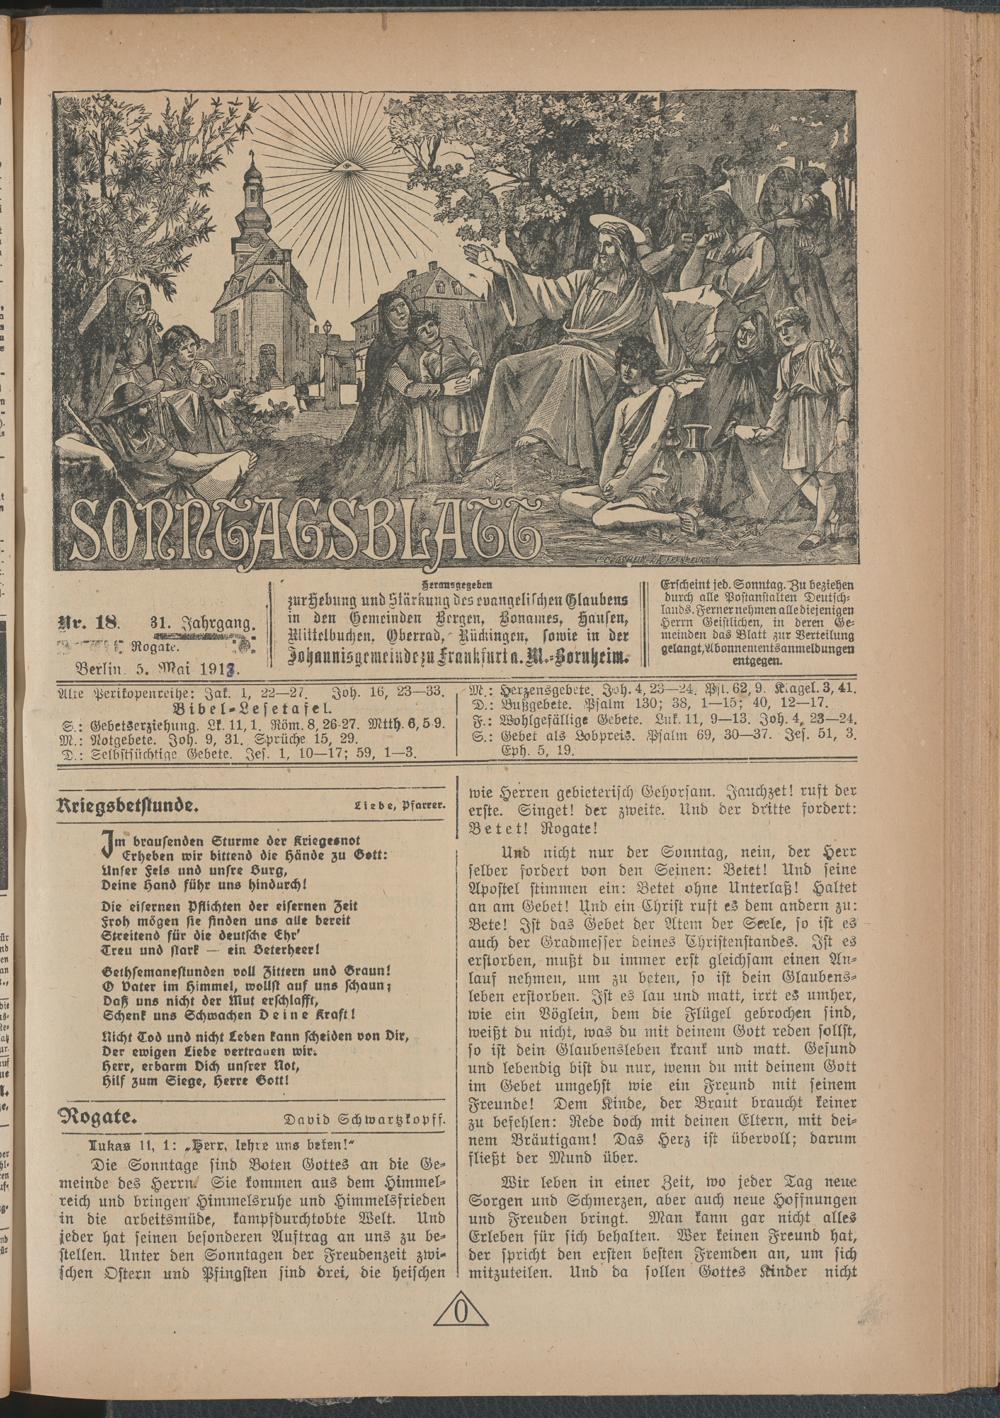 SONNTAGSBLATT
Nr. 18. 31. Jahrgang.
Rogate.
Berlin. 5. Mai 1918.
Herausgegeben
zur Hebung und Stärkung des evangelischen Glaubens
in den Gemeinden Bergen, Bonames, Hausen,
Mittelbuchen, Oberrad, Rückingen, sowie in der
Johannisgemeinde zu Frankfurt a. M.-Bornheim.
Erscheint jed. Sonntag. Zu beziehen
durch alle Postanstalten Deutsch-
lands. Ferner nehmen alle diejenigen
Herrn Geistlichen, in deren Ge-
meinden das Blatt zur Verteilung
gelangt, Abonnementsanmeldungen
entgegen.
Alte Perikopenreihe: Jak. 1, 22—27. Joh. 16, 23—33.
Bibel-Lesetafel.
S.: Gebetserziehung. Lk. 11, 1. Röm. 8, 26-27. Mtth. 6, 5 9.
M.: Notgebete. Joh. 9, 31. Sprüche 15, 29.
D.: Selbstsüchtige Gebete. Jes. 1, 10—17; 59, 1—3.
M.: Herzensgebete. Joh. 4, 23—24. Psl. 62, 9. Klagel. 3, 41.
D.: Bußgebete. Psalm 130; 38, 1—15; 40, 12—17.
F.: Wohlgefällige Gebete. Luk. 11, 9—13. Joh. 4, 23—24.
S.: Gebet als Lobpreis. Psalm 69, 30—37. Jes. 51, 3.
Eph. 5, 19.
Kriegsbetstunde. Liebe, Pfarrer.
Im brausenden Sturme der Kriegesnot
Erheben wir bittend die Hände zu Gott:
Unser Fels und unsre Burg,
Deine Hand führ uns hindurch!
Die eisernen Pflichten der eisernen Zeit
Froh mögen sie finden uns alle bereit
Streitend für die deutsche Ehr'
Treu und stark — ein Beterheer!
Gethsemanestunden voll Zittern und Graun!
O Vater im Himmel, wollst auf uns schaun;
Daß uns nicht der Mut erschlafft,
Schenk uns Schwachen Deine Kraft!
Nicht Tod und nicht Leben kann scheiden von Dir,
Der ewigen Liebe vertrauen wir.
Herr, erbarm Dich unsrer Not,
Hilf zum Siege, Herre Gott!
Rogate. David Schwartzkopff.
Lukas 11, 1: „Herr, lehre uns beten!"
Die Sonntage sind Boten Gottes an die Ge-
meinde des Herrn. Sie kommen aus dem Himmel-
reich und bringen Himmelsruhe und Himmelsfrieden
in die arbeitsmüde, kampfdurchtobte Welt. Und
jeder hat seinen besonderen Auftrag an uns zu be-
stellen. Unter den Sonntagen der Freudenzeit zwi-
schen Ostern und Pfingsten sind drei, die heischen
wie Herren gebieterisch Gehorsam. Jauchzet! ruft der
erste. Singet! der zweite. Und der dritte fordert:
Betet! Rogate!
Und nicht nur der Sonntag, nein, der Herr
selber fordert von den Seinen: Betet! Und seine
Apostel stimmen ein: Betet ohne Unterlaß! Haltet
an am Gebet! Und ein Christ ruft es dem andern zu:
Bete! Ist das Gebet der Atem der Seele, so ist es
auch der Gradmesser deines Christenstandes. Ist es
erstorben, mußt du immer erst gleichsam einen An-
lauf nehmen, um zu beten, so ist dein Glaubens-
leben erstorben. Ist es lau und matt, irrt es umher,
wie ein Vöglein, dem die Flügel gebrochen sind,
weißt du nicht, was du mit deinem Gott reden sollst,
so ist dein Glaubensleben krank und matt. Gesund
und lebendig bist du nur, wenn du mit deinem Gott
im Gebet umgehst wie ein Freund mit seinem
Freunde! Dem Kinde, der Braut braucht keiner
zu befehlen: Rede doch mit deinen Eltern, mit dei-
nem Bräutigam! Das Herz ist übervoll; darum
fließt der Mund über.
Wir leben in einer Zeit, wo jeder Tag neue
Sorgen und Schmerzen, aber auch neue Hoffnungen
und Freuden bringt. Man kann gar nicht alles
Erleben für sich behalten. Wer keinen Freund hat,
der spricht den ersten besten Fremden an, um sich
mitzuteilen. Und da sollen Gottes Kinder nicht
0